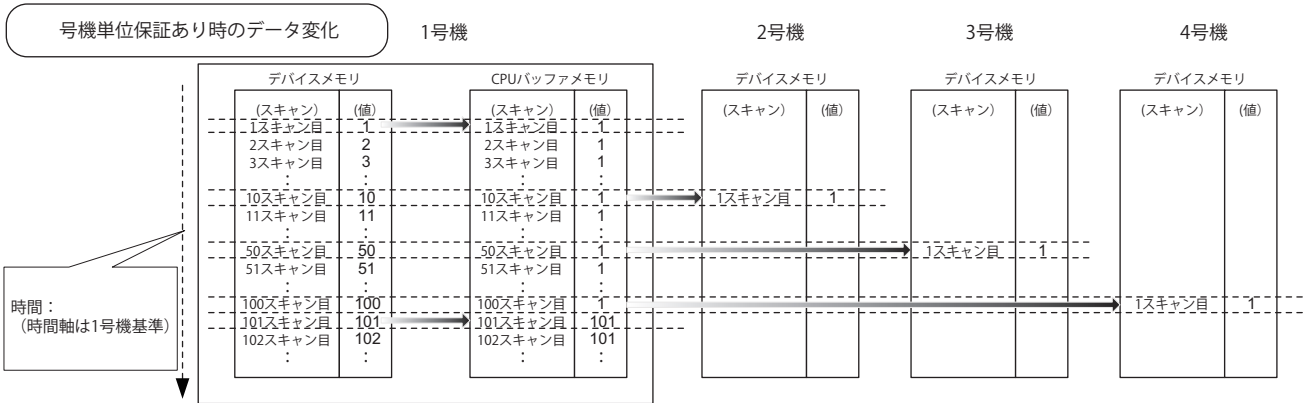 号機単位保証あり時のデータ変化
1号機
2号機
3号機
4号機
デバイスメモリ
CPUバッファメモリ
デバイスメモリ
デバイスメモリ
デバイスメモリ
(スキャン) (値) (スキャン) (値) (スキャン) (値) (スキャン) (値) (スキャン) (値)
1スキャン目 1 1スキャン目 1
2スキャン目 2 2スキャン目 1
3スキャン目 3 3スキャン目 1
: : : :
10スキャン目 10 10スキャン目 1 1スキャン目 1
11スキャン目 11 11スキャン目 1
: : : :
50スキャン目 50 50スキャン目 1 1スキャン目 1
51スキャン目 51 51スキャン目 1
: : : :
100スキャン目 100 100スキャン目 1 1スキャン目 1
101スキャン目 101 101スキャン目 101
102スキャン目 102 102スキャン目 101
: : : :
時間：
（時間軸は1号機基準）